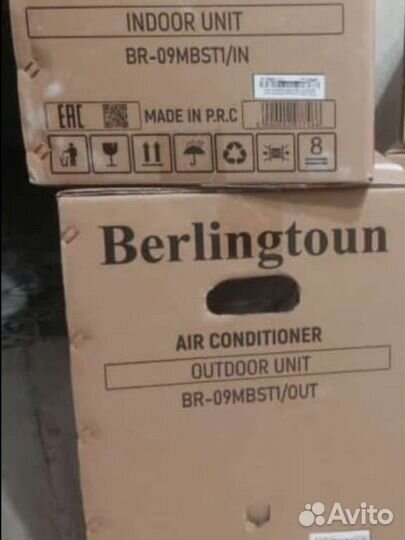 INDOOR UNIT
BR-09MBST1/IN
EAC MADE IN P.R.C
8
Berlingtoun
AIR CONDITIONER
OUTDOOR UNIT
BR-09MBST1/OUT
Avito